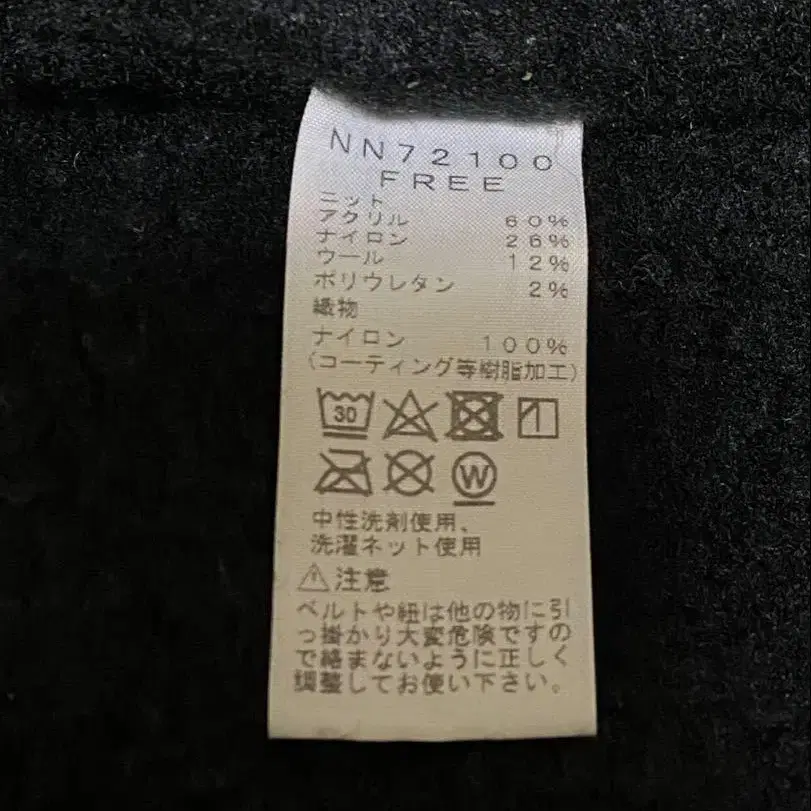 NN72100
FREE
ニット
アクリル 60%
ナイロン 26%
ウール 12%
ポリウレタン 2%
織物
ナイロン 100%
(コーティング等樹脂加工)
30
W
中性洗剤使用、
洗濯ネット使用
注意
ベルトや紐は他の物に引
っ掛かり大変危険ですの
で絡まないように正しく
調整してお使い下さい。